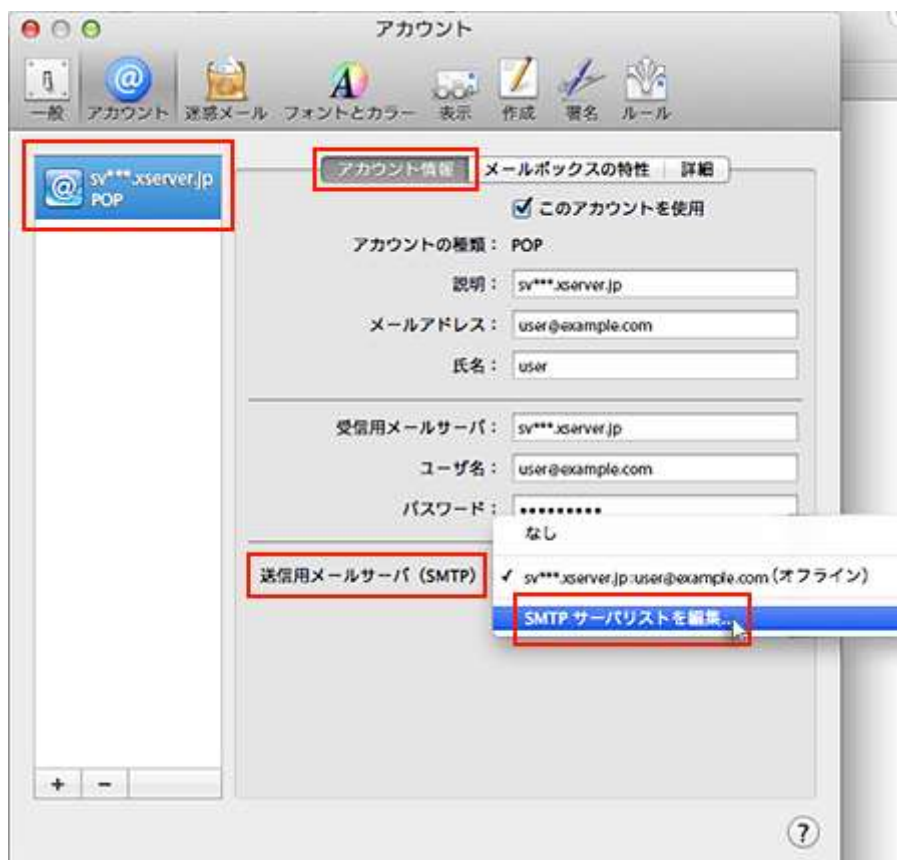 アカウント
一般 アカウント 迷惑メール フォントとカラー 表示 作成 署名 ルール
sv***.xserver.jp
POP
アカウント情報 メールボックスの特性 詳細
このアカウントを使用
アカウントの種類： POP
説明： sv***.xserver.jp
メールアドレス： user@example.com
氏名： user
受信用メールサーバ： sv***.xserver.jp
ユーザ名： user@example.com
パスワード： •••••••••
なし
送信用メールサーバ（SMTP） ✓ sv***.xserver.jp:user@example.com（オフライン）
SMTP サーバリストを編集...
+ −
?